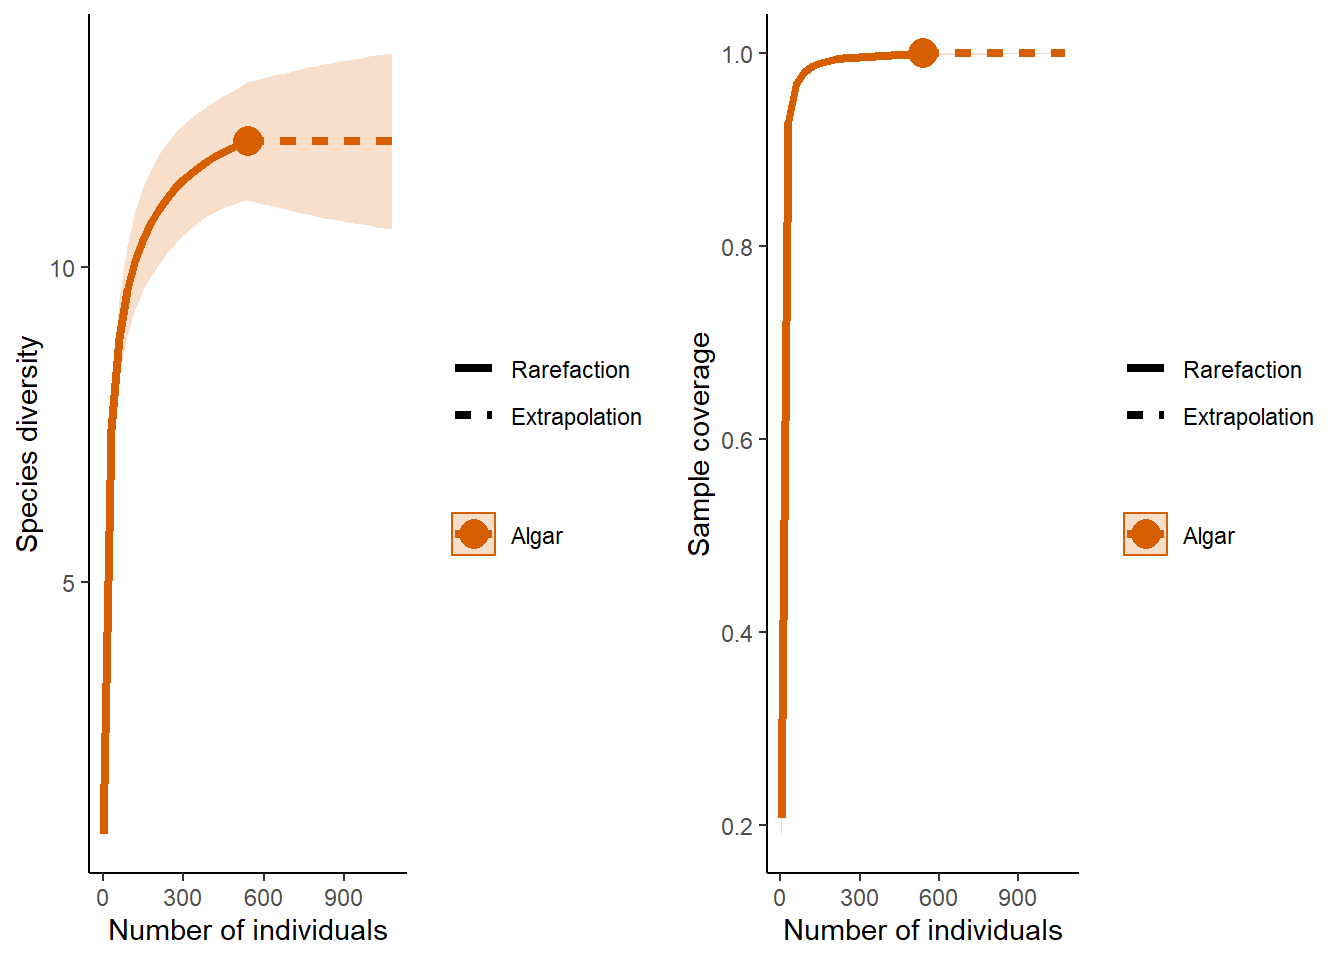 Species diversity
10
5
0 300 600 900
Number of individuals
Rarefaction
Extrapolation
Algar
Sample coverage
1.0
0.8
0.6
0.4
0.2
0 300 600 900
Number of individuals
Rarefaction
Extrapolation
Algar